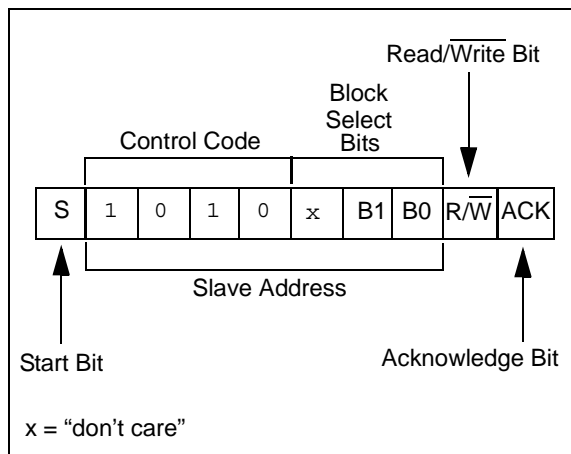 Read/Write Bit
Block
Select
Bits
Control Code
S 1 0 1 0 x B1 B0 R/W ACK
Slave Address
Start Bit
Acknowledge Bit
x = “don’t care”